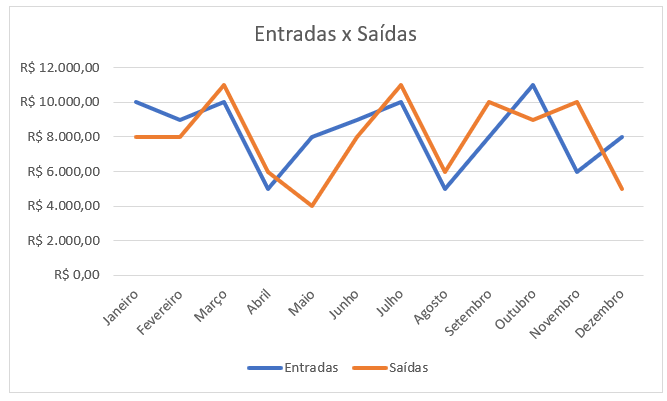 Entradas x Saídas
R$ 12.000,00
R$ 10.000,00
R$ 8.000,00
R$ 6.000,00
R$ 4.000,00
R$ 2.000,00
R$ 0,00
Janeiro
Fevereiro
Março
Abril
Maio
Junho
Julho
Agosto
Setembro
Outubro
Novembro
Dezembro
Entradas
Saídas